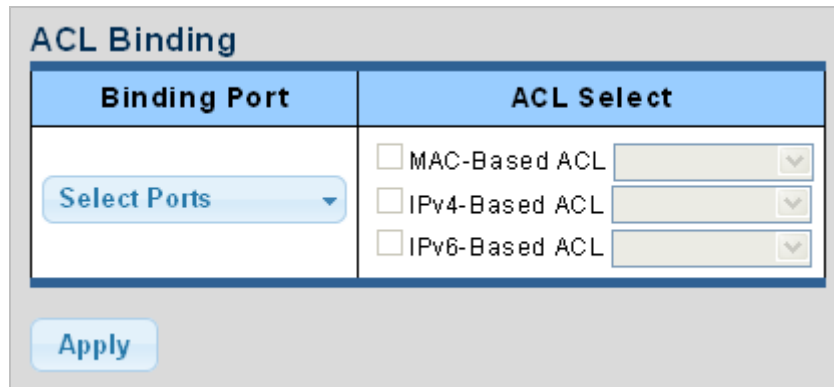 ACL Binding
Binding Port ACL Select
Select Ports
MAC-Based ACL
IPv4-Based ACL
IPv6-Based ACL
Apply